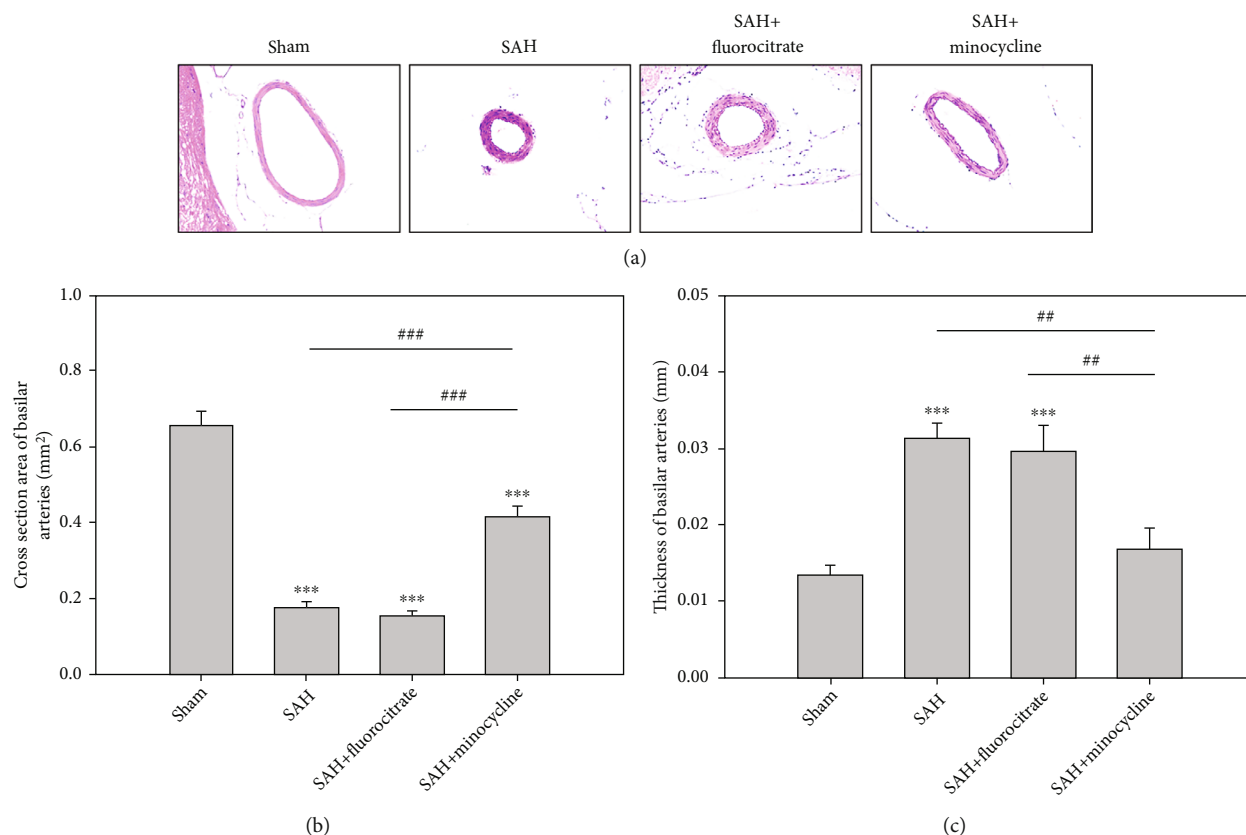 Sham
SAH
SAH+
fluorocitrate
SAH+
minocycline
(a)
Cross section area of basilar
arteries (mm²)
1.0
0.8
0.6
0.4
0.2
0.0
###
###
***
***
***
Sham
SAH
SAH+fluorocitrate
SAH+minocycline
(b)
Thickness of basilar arteries (mm)
0.05
0.04
0.03
0.02
0.01
0.00
##
##
***
***
Sham
SAH
SAH+fluorocitrate
SAH+minocycline
(c)